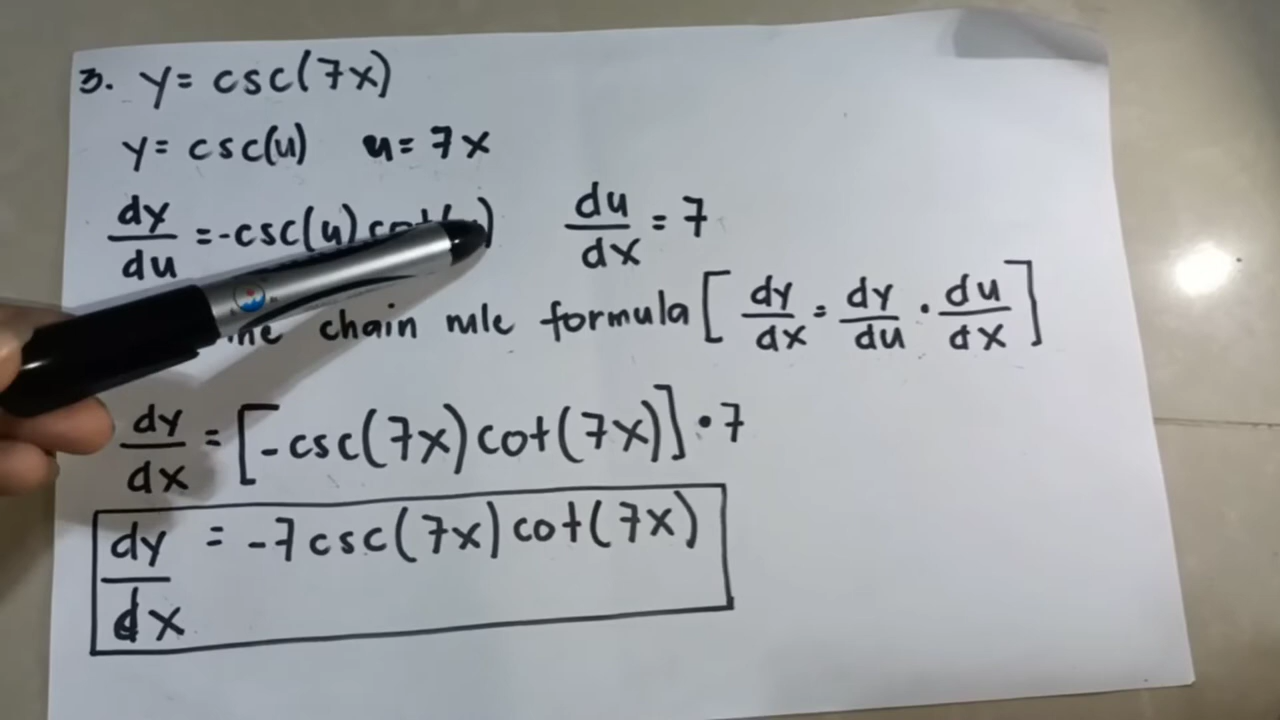 3. y = csc(7x)
y = csc(u) u = 7x
dy/du = -csc(u) cot(u) du/dx = 7
chain rule formula [dy/dx = dy/du · du/dx]
dy/dx = [-csc(7x)cot(7x)] · 7
dy/dx = -7csc(7x)cot(7x)